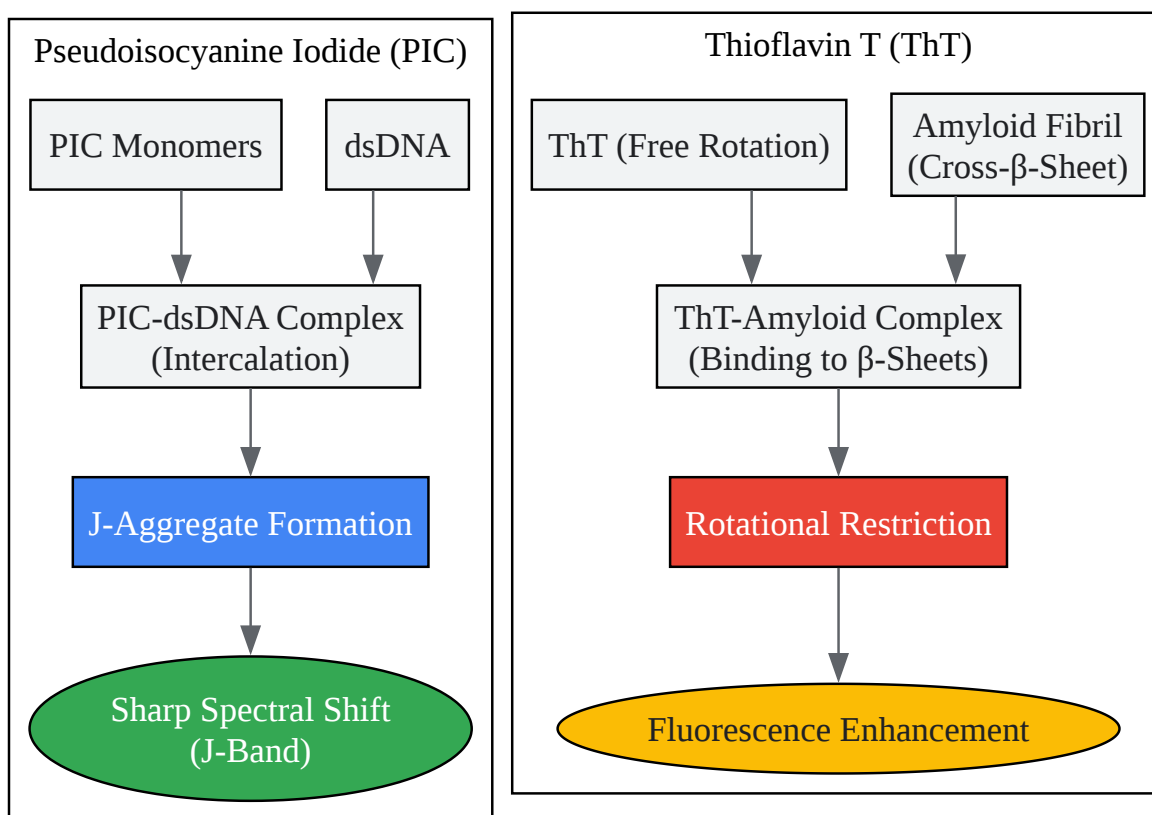 Pseudoisocyanine Iodide (PIC)
PIC Monomers
dsDNA
PIC-dsDNA Complex
(Intercalation)
J-Aggregate Formation
Sharp Spectral Shift
(J-Band)
Thioflavin T (ThT)
ThT (Free Rotation)
Amyloid Fibril
(Cross-β-Sheet)
ThT-Amyloid Complex
(Binding to β-Sheets)
Rotational Restriction
Fluorescence Enhancement